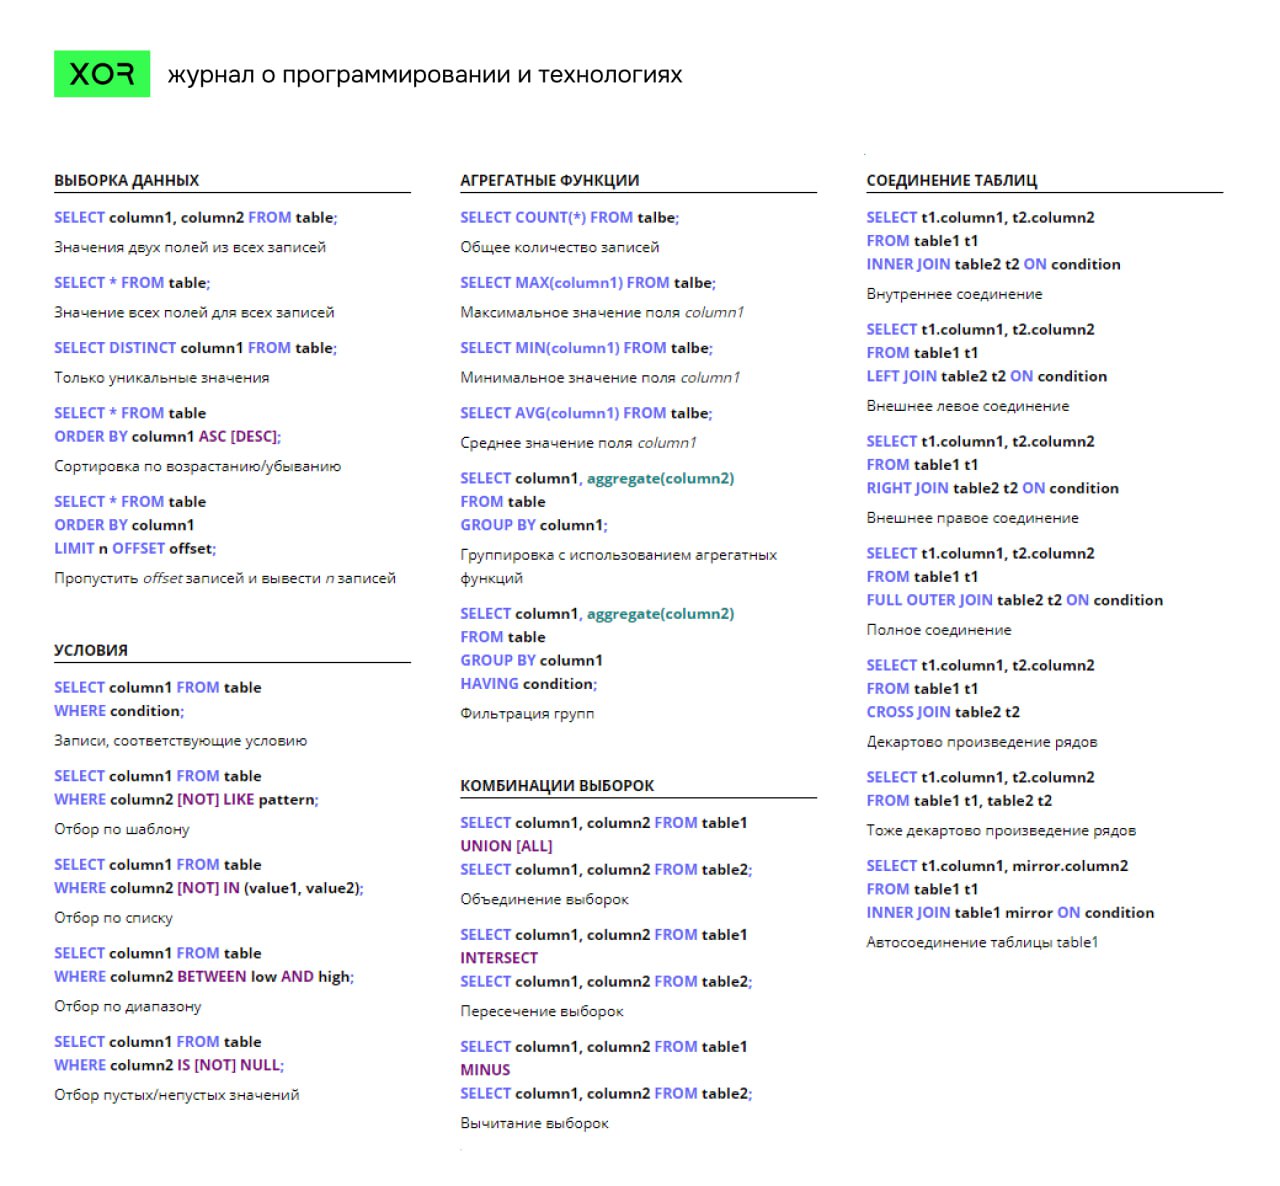 XOR журнал о программировании и технологиях
ВЫБОРКА ДАННЫХ
SELECT column1, column2 FROM table;
Значения двух полей из всех записей
SELECT * FROM table;
Значение всех полей для всех записей
SELECT DISTINCT column1 FROM table;
Только уникальные значения
SELECT * FROM table
ORDER BY column1 ASC [DESC];
Сортировка по возрастанию/убыванию
SELECT * FROM table
ORDER BY column1
LIMIT n OFFSET offset;
Пропустить offset записей и вывести n записей
УСЛОВИЯ
SELECT column1 FROM table
WHERE condition;
Записи, соответствующие условию
SELECT column1 FROM table
WHERE column2 [NOT] LIKE pattern;
Отбор по шаблону
SELECT column1 FROM table
WHERE column2 [NOT] IN (value1, value2);
Отбор по списку
SELECT column1 FROM table
WHERE column2 BETWEEN low AND high;
Отбор по диапазону
SELECT column1 FROM table
WHERE column2 IS [NOT] NULL;
Отбор пустых/непустых значений
АГРЕГАТНЫЕ ФУНКЦИИ
SELECT COUNT(*) FROM talbe;
Общее количество записей
SELECT MAX(column1) FROM talbe;
Максимальное значение поля column1
SELECT MIN(column1) FROM talbe;
Минимальное значение поля column1
SELECT AVG(column1) FROM talbe;
Среднее значение поля column1
SELECT column1, aggregate(column2)
FROM table
GROUP BY column1;
Группировка с использованием агрегатных
функций
SELECT column1, aggregate(column2)
FROM table
GROUP BY column1
HAVING condition;
Фильтрация групп
КОМБИНАЦИИ ВЫБОРОК
SELECT column1, column2 FROM table1
UNION [ALL]
SELECT column1, column2 FROM table2;
Объединение выборок
SELECT column1, column2 FROM table1
INTERSECT
SELECT column1, column2 FROM table2;
Пересечение выборок
SELECT column1, column2 FROM table1
MINUS
SELECT column1, column2 FROM table2;
Вычитание выборок
СОЕДИНЕНИЕ ТАБЛИЦ
SELECT t1.column1, t2.column2
FROM table1 t1
INNER JOIN table2 t2 ON condition
Внутреннее соединение
SELECT t1.column1, t2.column2
FROM table1 t1
LEFT JOIN table2 t2 ON condition
Внешнее левое соединение
SELECT t1.column1, t2.column2
FROM table1 t1
RIGHT JOIN table2 t2 ON condition
Внешнее правое соединение
SELECT t1.column1, t2.column2
FROM table1 t1
FULL OUTER JOIN table2 t2 ON condition
Полное соединение
SELECT t1.column1, t2.column2
FROM table1 t1
CROSS JOIN table2 t2
Декартово произведение рядов
SELECT t1.column1, t2.column2
FROM table1 t1, table2 t2
Тоже декартово произведение рядов
SELECT t1.column1, mirror.column2
FROM table1 t1
INNER JOIN table1 mirror ON condition
Автосоединение таблицы table1